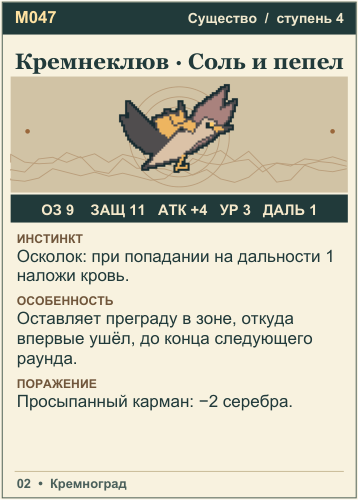 M047
Существо / ступень 4
Кремнеклюв · Соль и пепел
ОЗ 9 ЗАЩ 11 АТК +4 УР 3 ДАЛЬ 1
ИНСТИНКТ
Осколок: при попадании на дальности 1
наложи кровь.
ОСОБЕННОСТЬ
Оставляет преграду в зоне, откуда
впервые ушёл, до конца следующего
раунда.
ПОРАЖЕНИЕ
Просыпанный карман: −2 серебра.
02 • Кремноград